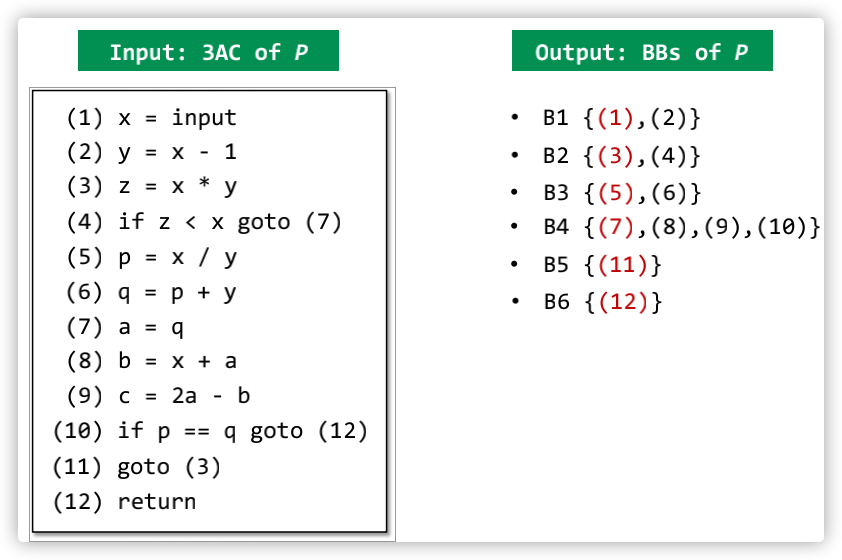 Input: 3AC of P
(1) x = input
(2) y = x - 1
(3) z = x * y
(4) if z < x goto (7)
(5) p = x / y
(6) q = p + y
(7) a = q
(8) b = x + a
(9) c = 2a - b
(10) if p == q goto (12)
(11) goto (3)
(12) return
Output: BBs of P
• B1 {(1),(2)}
• B2 {(3),(4)}
• B3 {(5),(6)}
• B4 {(7),(8),(9),(10)}
• B5 {(11)}
• B6 {(12)}